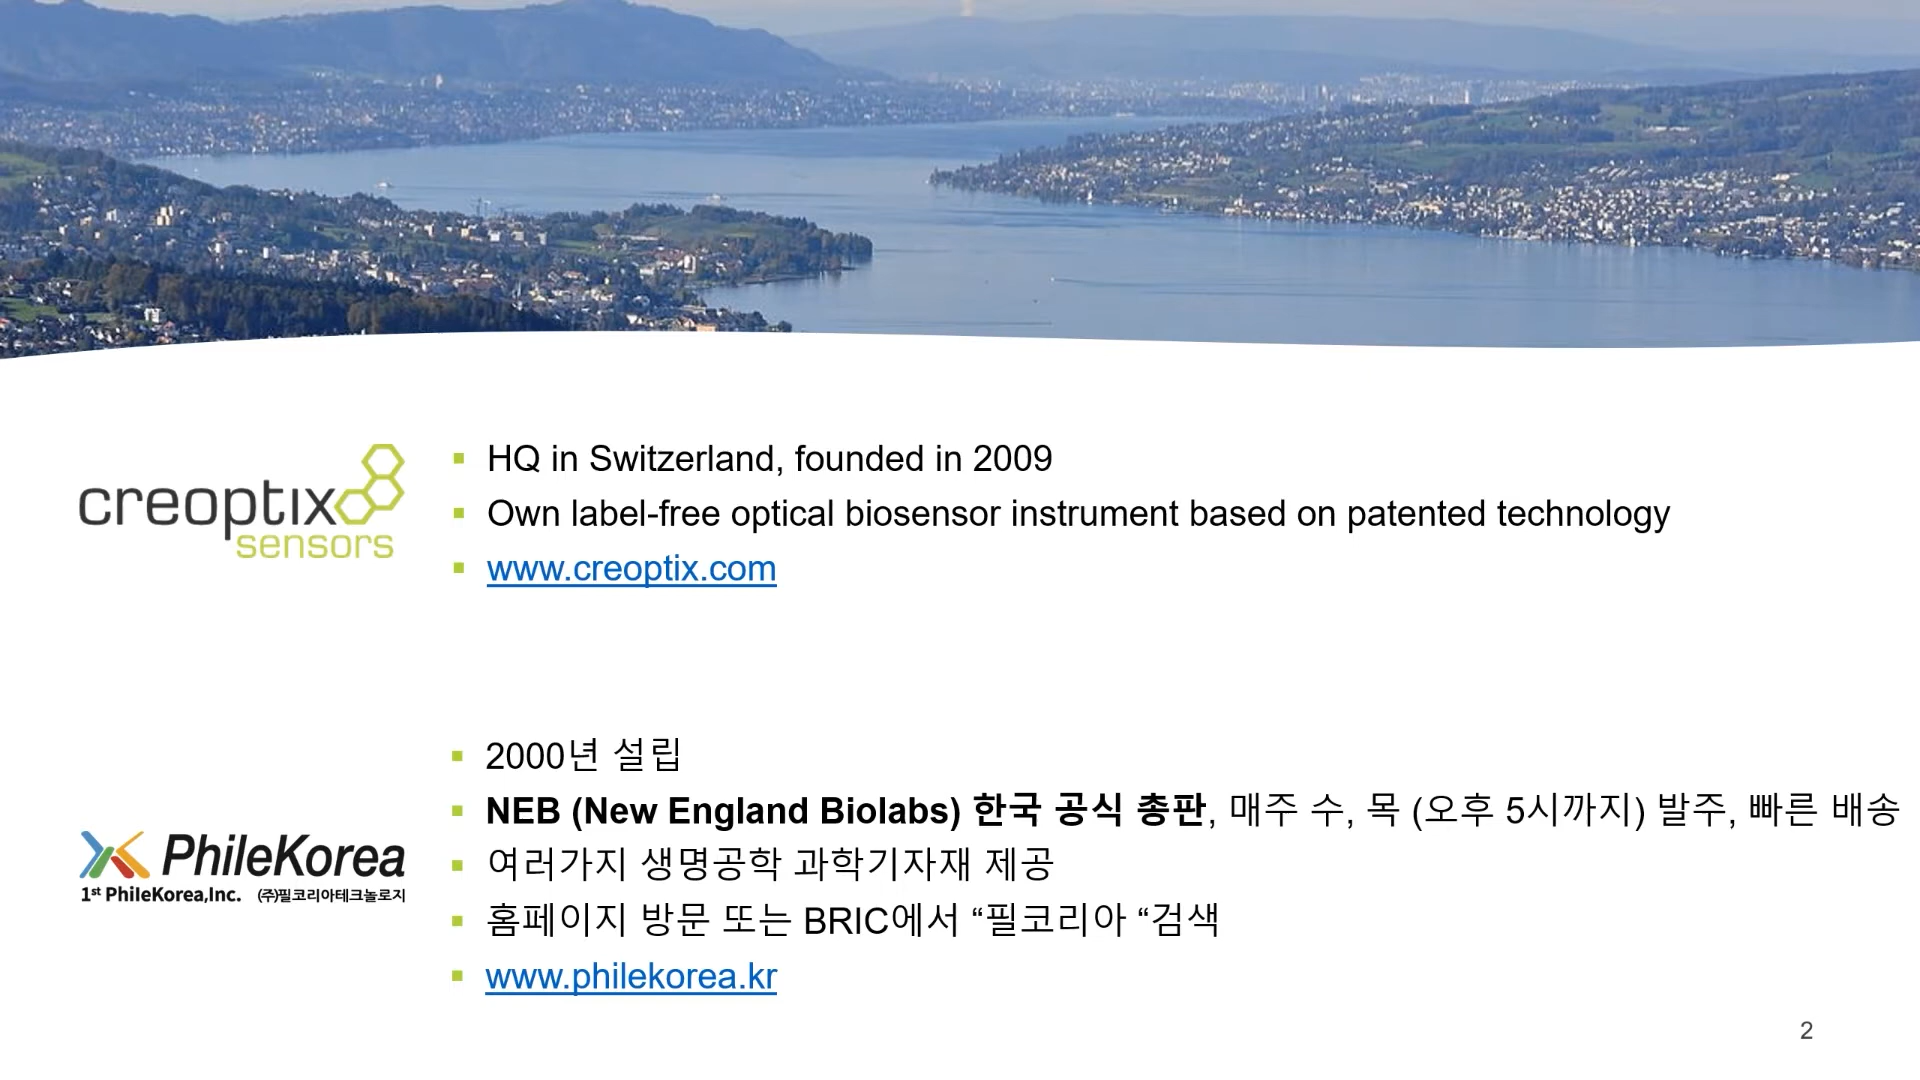 creoptix
sensors
HQ in Switzerland, founded in 2009
Own label-free optical biosensor instrument based on patented technology
www.creoptix.com
PhileKorea
1st PhileKorea,Inc. (주)필코리아테크놀로지
2000년 설립
NEB (New England Biolabs) 한국 공식 총판, 매주 수, 목 (오후 5시까지) 발주, 빠른 배송
여러가지 생명공학 과학기자재 제공
홈페이지 방문 또는 BRIC에서 “필코리아 “검색
www.philekorea.kr
2